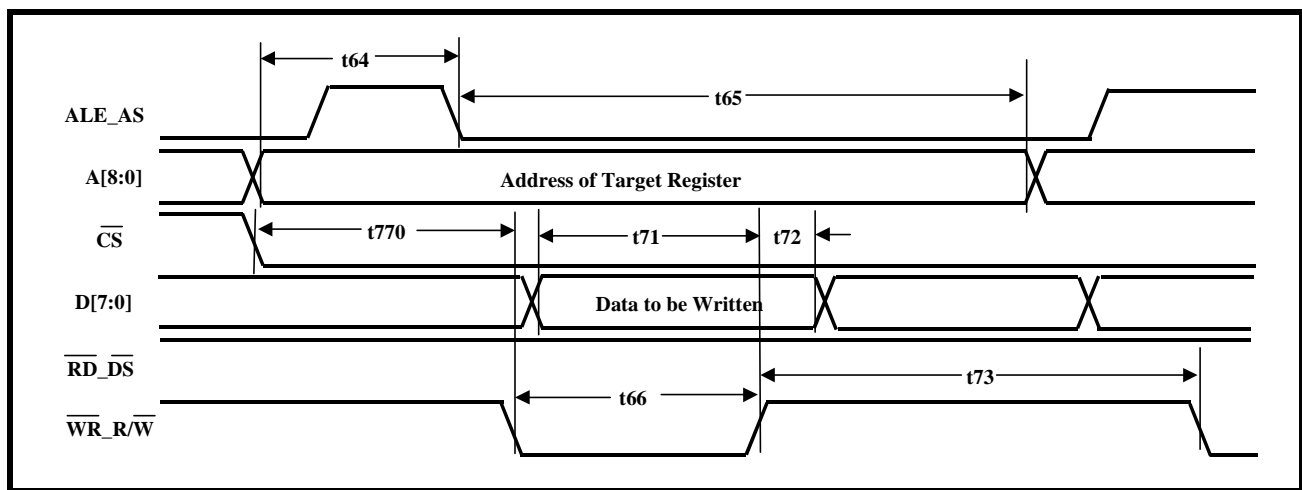 t64
ALE_AS
t65
A[8:0]
Address of Target Register
CS
t770
t71
t72
D[7:0]
Data to be Written
RD_DS
t73
t66
WR_R/W